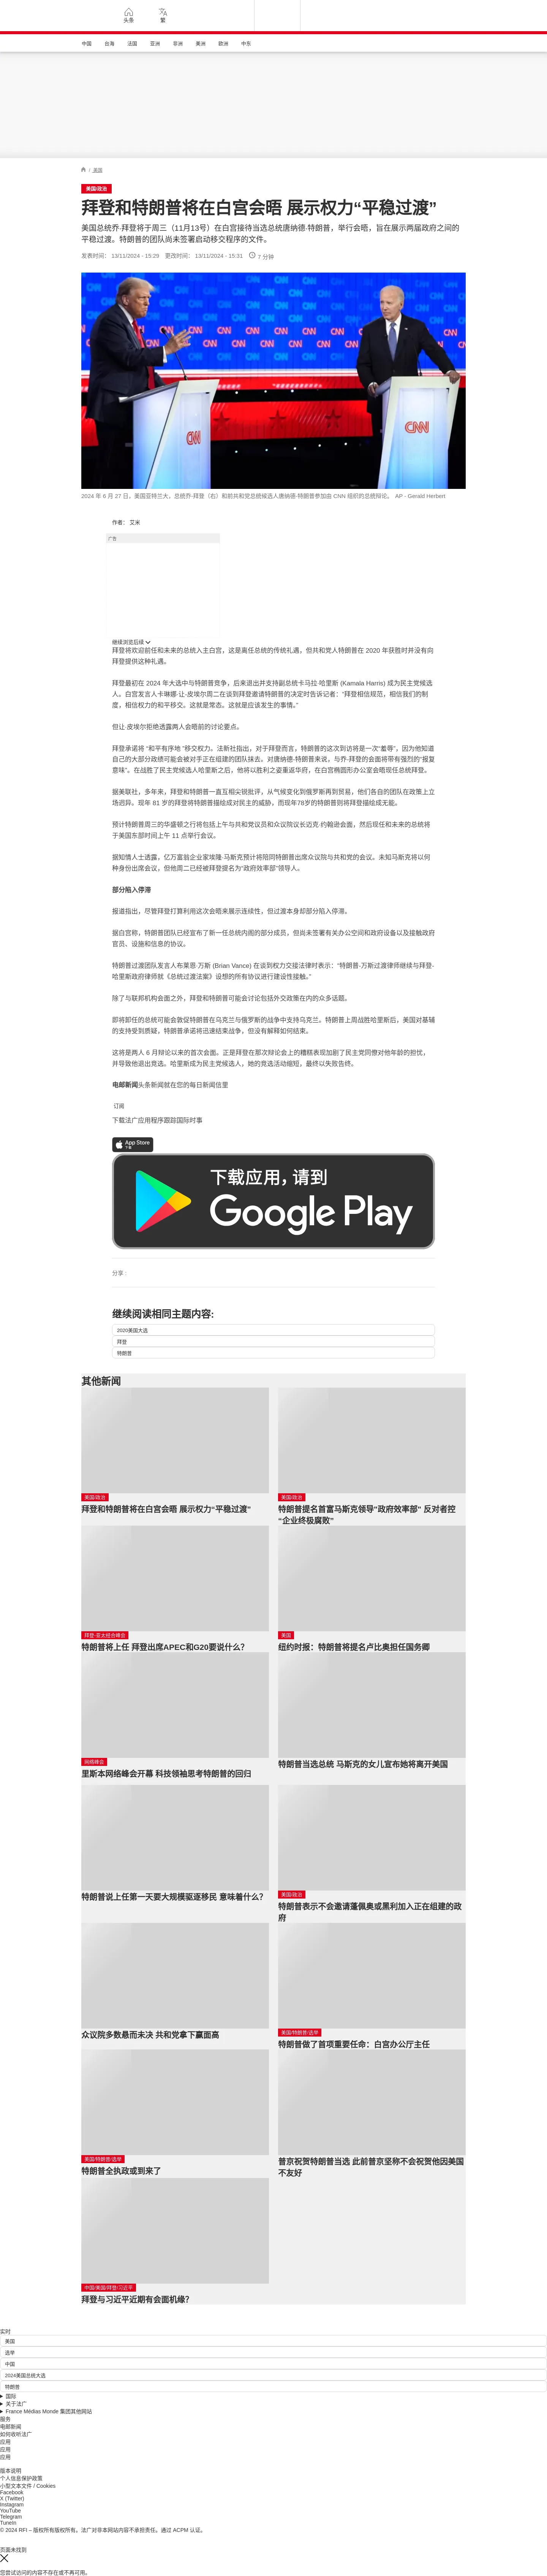 头条
繁
中国
台海
法国
亚洲
非洲
美洲
欧洲
中东
/ 美国
美国/政治
拜登和特朗普将在白宫会晤 展示权力“平稳过渡”
美国总统乔·拜登将于周三（11月13号）在白宫接待当选总统唐纳德·特朗普，举行会晤，旨在展示两届政府之间的平稳过渡。特朗普的团队尚未签署启动移交程序的文件。
发表时间： 13/11/2024 - 15:29 更改时间： 13/11/2024 - 15:31 7 分钟
CNN
CNN
2024 年 6 月 27 日，美国亚特兰大，总统乔-拜登（右）和前共和党总统候选人唐纳德-特朗普参加由 CNN 组织的总统辩论。 AP - Gerald Herbert
作者： 艾米
广告
继续浏览后续
拜登将欢迎前任和未来的总统入主白宫，这是离任总统的传统礼遇，但共和党人特朗普在 2020 年获胜时并没有向拜登提供这种礼遇。
拜登最初在 2024 年大选中与特朗普竞争，后来退出并支持副总统卡马拉·哈里斯 (Kamala Harris) 成为民主党候选人。白宫发言人卡琳娜·让-皮埃尔周二在谈到拜登邀请特朗普的决定时告诉记者：“拜登相信规范，相信我们的制度，相信权力的和平移交。这就是常态。这就是应该发生的事情。”
但让·皮埃尔拒绝透露两人会晤前的讨论要点。
拜登承诺将 “和平有序地 ”移交权力。法新社指出，对于拜登而言，特朗普的这次到访将是一次“羞辱”，因为他知道自己的大部分政绩可能会被对手正在组建的团队抹去。对唐纳德-特朗普来说，与乔-拜登的会面将带有强烈的“报复意味”。在战胜了民主党候选人哈里斯之后，他将以胜利之姿重返华府，在白宫椭圆形办公室会晤现任总统拜登。
据美联社，多年来，拜登和特朗普一直互相尖锐批评，从气候变化到俄罗斯再到贸易，他们各自的团队在政策上立场迥异。现年 81 岁的拜登将特朗普描绘成对民主的威胁，而现年78岁的特朗普则将拜登描绘成无能。
预计特朗普周三的华盛顿之行将包括上午与共和党议员和众议院议长迈克·约翰逊会面，然后现任和未来的总统将于美国东部时间上午 11 点举行会议。
据知情人士透露，亿万富翁企业家埃隆·马斯克预计将陪同特朗普出席众议院与共和党的会议。未知马斯克将以何种身份出席会议，但他周二已经被拜登提名为“政府效率部”领导人。
部分陷入停滞
报道指出，尽管拜登打算利用这次会晤来展示连续性，但过渡本身却部分陷入停滞。
据白宫称，特朗普团队已经宣布了新一任总统内阁的部分成员，但尚未签署有关办公空间和政府设备以及接触政府官员、设施和信息的协议。
特朗普过渡团队发言人布莱恩·万斯 (Brian Vance) 在谈到权力交接法律时表示：“特朗普-万斯过渡律师继续与拜登-哈里斯政府律师就《总统过渡法案》设想的所有协议进行建设性接触。”
除了与联邦机构会面之外，拜登和特朗普可能会讨论包括外交政策在内的众多话题。
即将卸任的总统可能会敦促特朗普在乌克兰与俄罗斯的战争中支持乌克兰。特朗普上周战胜哈里斯后，美国对基辅的支持受到质疑，特朗普承诺将迅速结束战争，但没有解释如何结束。
这将是两人 6 月辩论以来的首次会面。正是拜登在那次辩论会上的糟糕表现加剧了民主党同僚对他年龄的担忧，并导致他退出竞选。哈里斯成为民主党候选人，她的竞选活动缩短，最终以失败告终。
电邮新闻头条新闻就在您的每日新闻信里
订阅
下载法广应用程序跟踪国际时事
App Store
下载
下载应用，请到
Google Play
分享 :
继续阅读相同主题内容:
2020美国大选
拜登
特朗普
其他新闻
美国/政治
拜登和特朗普将在白宫会晤 展示权力“平稳过渡”
美国/政治
特朗普提名首富马斯克领导"政府效率部" 反对者控“企业终极腐败”
拜登-亚太经合峰会
特朗普将上任 拜登出席APEC和G20要说什么？
美国
纽约时报：特朗普将提名卢比奥担任国务卿
网络峰会
里斯本网络峰会开幕 科技领袖思考特朗普的回归
特朗普当选总统 马斯克的女儿宣布她将离开美国
特朗普说上任第一天要大规模驱逐移民 意味着什么？
美国/政治
特朗普表示不会邀请蓬佩奥或黑利加入正在组建的政府
众议院多数悬而未决 共和党拿下赢面高
美国/特朗普/选举
特朗普做了首项重要任命：白宫办公厅主任
美国/特朗普/选举
特朗普全执政或到来了
普京祝贺特朗普当选 此前普京坚称不会祝贺他因美国不友好
中国/美国/拜登/习近平
拜登与习近平近期有会面机缘？
实时
美国
选举
中国
2024美国总统大选
特朗普
国际
关于法广
France Médias Monde 集团其他网站
服务
电邮新闻
如何收听法广
应用
应用
应用
版本说明
个人信息保护政策
小型文本文件 / Cookies
Facebook
X (Twitter)
Instagram
YouTube
Telegram
TuneIn
© 2024 RFI – 版权所有版权所有。法广对非本网站内容不承担责任。通过 ACPM 认证。
页面未找到
您尝试访问的内容不存在或不再可用。